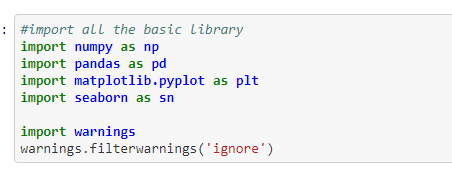 : #import all the basic library
import numpy as np
import pandas as pd
import matplotlib.pyplot as plt
import seaborn as sn
import warnings
warnings.filterwarnings('ignore')